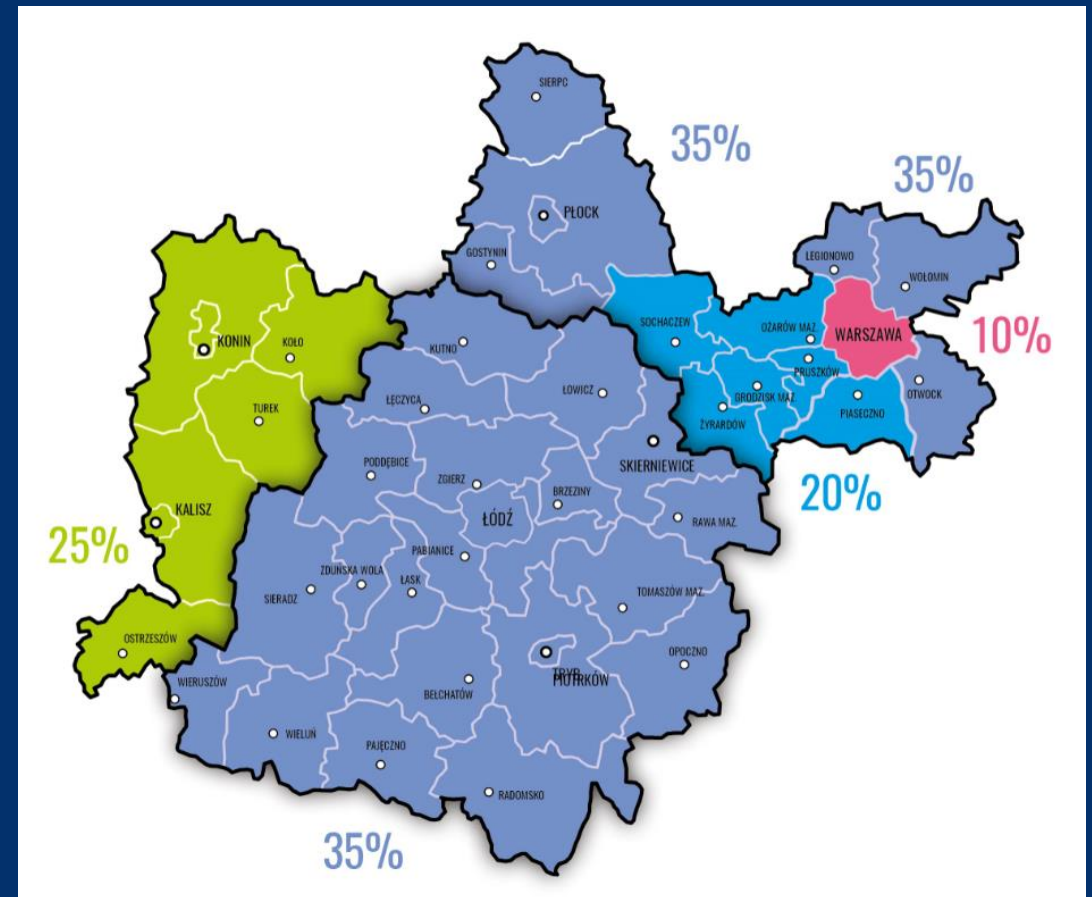 SIERPC
35%
35%
PŁOCK
GOSTYNIN
LEGIONOWO
WOŁOMIN
SOCHACZEW
OŻARÓW MAZ.
WARSZAWA
10%
KONIN
KOŁO
KUTNO
PRUSZKÓW
GRODZISK MAZ.
OTWOCK
ŁOWICZ
ŁĘCZYCA
TUREK
ŻYRARDÓW
PIASECZNO
PODDĘBICE
ZGIERZ
SKIERNIEWICE
20%
BRZEZINY
KALISZ
ŁÓDŹ
RAWA MAZ.
25%
PABIANICE
ZDUŃSKA WOLA
ŁASK
SIERADZ
TOMASZÓW MAZ.
OSTRZESZÓW
OPOCZNO
TRYB.
PIOTRKÓW
WIERUSZÓW
BEŁCHATÓW
WIELUŃ
PAJĘCZNO
RADOMSKO
35%